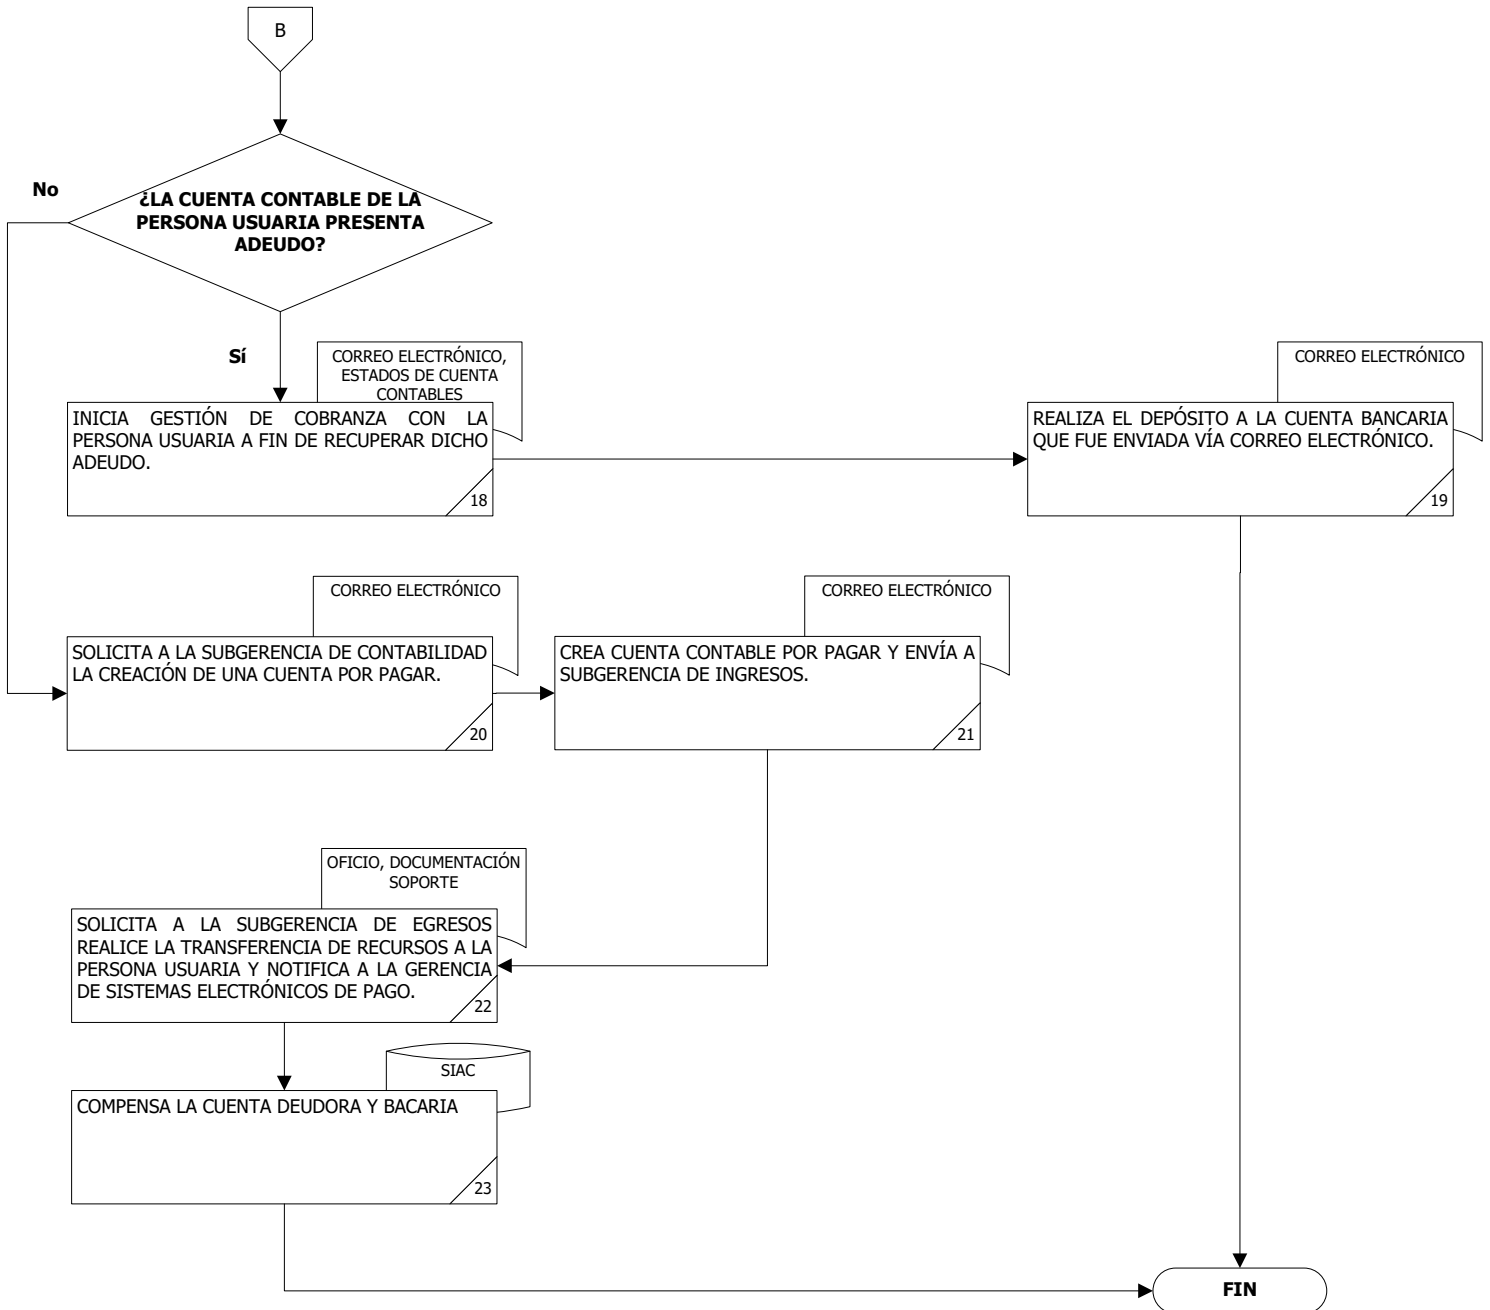 B
No
¿LA CUENTA CONTABLE DE LA
PERSONA USUARIA PRESENTA
ADEUDO?
Sí
CORREO ELECTRÓNICO,
ESTADOS DE CUENTA
CONTABLES
INICIA GESTIÓN DE COBRANZA CON LA
PERSONA USUARIA A FIN DE RECUPERAR DICHO
ADEUDO.
18
CORREO ELECTRÓNICO
REALIZA EL DEPÓSITO A LA CUENTA BANCARIA
QUE FUE ENVIADA VÍA CORREO ELECTRÓNICO.
19
CORREO ELECTRÓNICO
SOLICITA A LA SUBGERENCIA DE CONTABILIDAD
LA CREACIÓN DE UNA CUENTA POR PAGAR.
20
CORREO ELECTRÓNICO
CREA CUENTA CONTABLE POR PAGAR Y ENVÍA A
SUBGERENCIA DE INGRESOS.
21
OFICIO, DOCUMENTACIÓN
SOPORTE
SOLICITA A LA SUBGERENCIA DE EGRESOS
REALICE LA TRANSFERENCIA DE RECURSOS A LA
PERSONA USUARIA Y NOTIFICA A LA GERENCIA
DE SISTEMAS ELECTRÓNICOS DE PAGO.
22
SIAC
COMPENSA LA CUENTA DEUDORA Y BACARIA
23
FIN